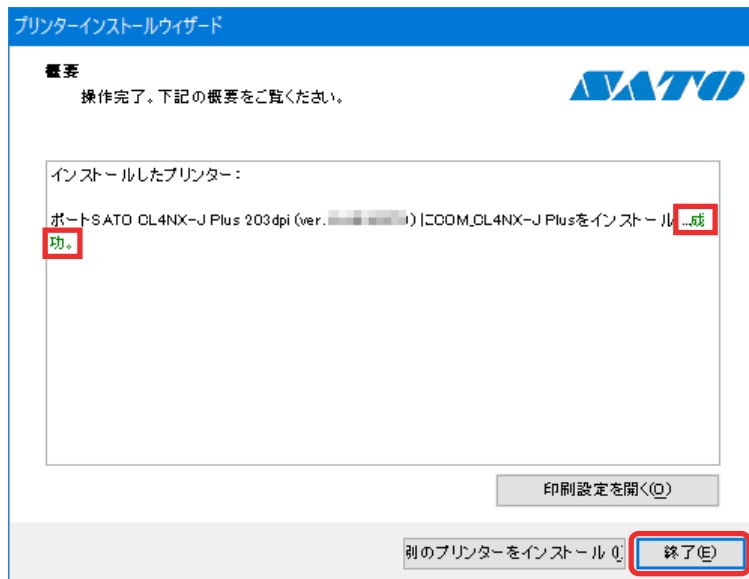 プリンターインストールウィザード
概要
操作完了。下記の概要をご覧ください。
SATO
インストールしたプリンター:
ポートSATO CL4NX-J Plus 203dpi (ver. ) にCOM_CL4NX-J Plusをインストール ...成
功。
印刷設定を開く(O)
別のプリンターをインストール (I)
終了(E)